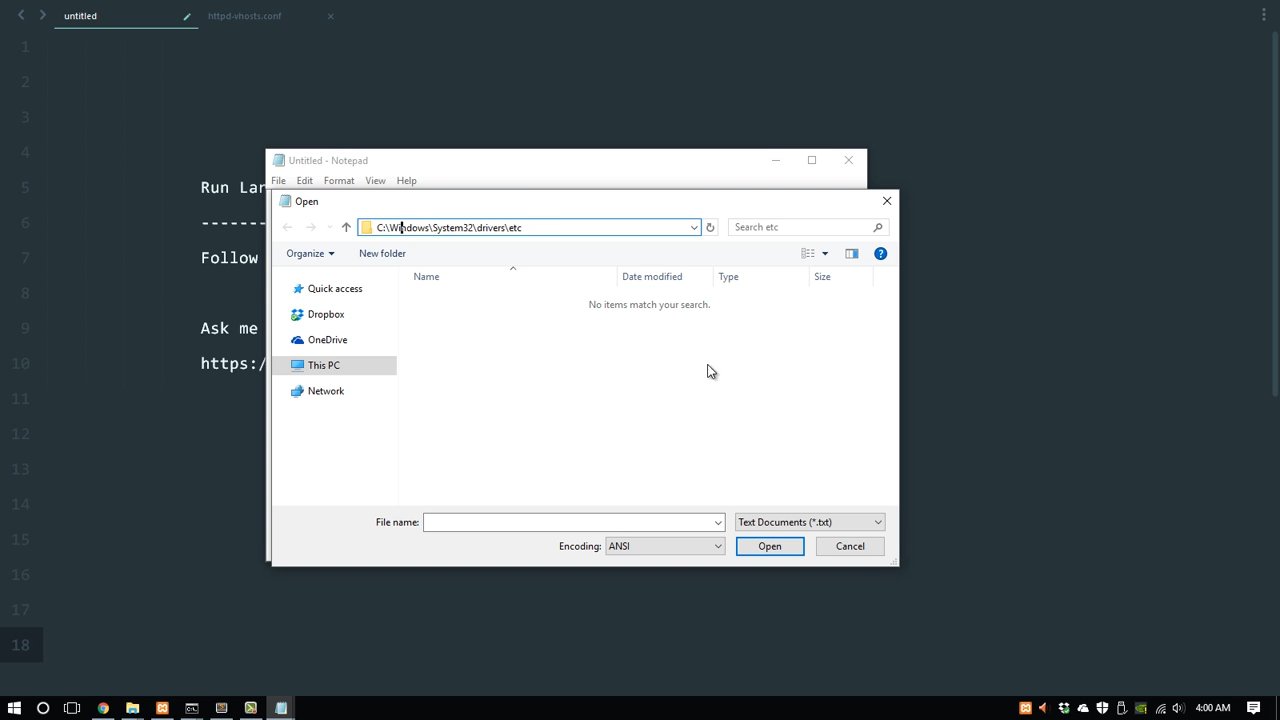 untitled
httpd-vhosts.conf
1
2
3
4
Untitled - Notepad
File Edit Format View Help
5 Run Lar
Open
6 -------
C:\Windows\System32\drivers\etc
Search etc
7 Follow
Organize New folder
Name Date modified Type Size
8
Quick access
No items match your search.
Dropbox
9 Ask me
OneDrive
10 https:/
This PC
Network
11
12
13
14
File name: Text Documents (*.txt)
15
Encoding: ANSI Open Cancel
16
17
18
4:00 AM